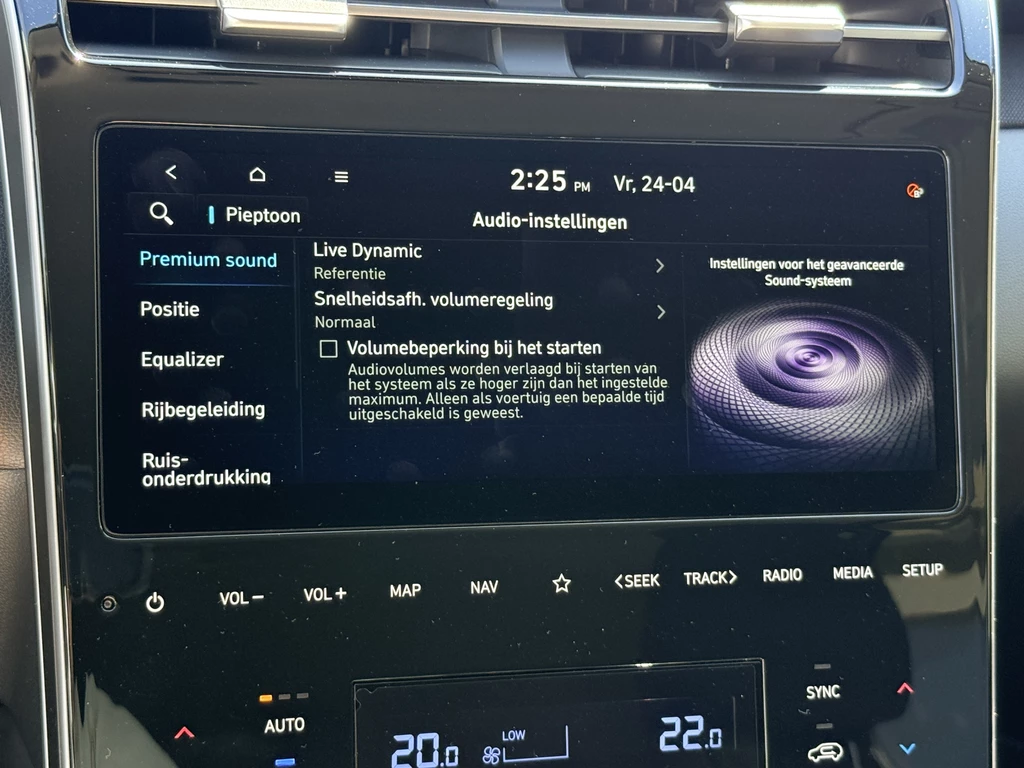 2:25 PM Vr, 24-04
Pieptoon
Audio-instellingen
Premium sound
Positie
Equalizer
Rijbegeleiding
Ruis-
onderdrukking
Live Dynamic
Referentie
Snelheidsafh. volumeregeling
Normaal
Volumebeperking bij het starten
Audiovolumes worden verlaagd bij starten van
het systeem als ze hoger zijn dan het ingestelde
maximum. Alleen als voertuig een bepaalde tijd
uitgeschakeld is geweest.
Instellingen voor het geavanceerde
Sound-systeem
VOL− VOL+ MAP NAV <SEEK TRACK> RADIO MEDIA SETUP
AUTO
20.0
LOW
22.0
SYNC